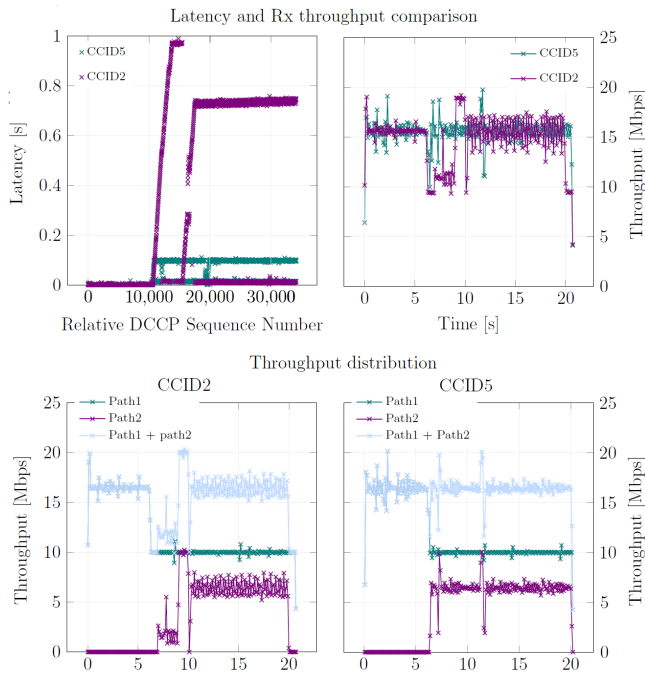 Latency and Rx throughput comparison
CCID5
CCID2
1
0.8
0.6
0.4
0.2
0
Latency [s]
0 10,000 20,000 30,000
Relative DCCP Sequence Number
CCID5
CCID2
25
20
15
10
5
0
Throughput [Mbps]
0 5 10 15 20
Time [s]
Throughput distribution
CCID2
Path1
Path2
Path1 + path2
25
20
15
10
5
0
Throughput [Mbps]
0 5 10 15 20
CCID5
Path1
Path2
Path1 + Path2
25
20
15
10
5
0
Throughput [Mbps]
0 5 10 15 20